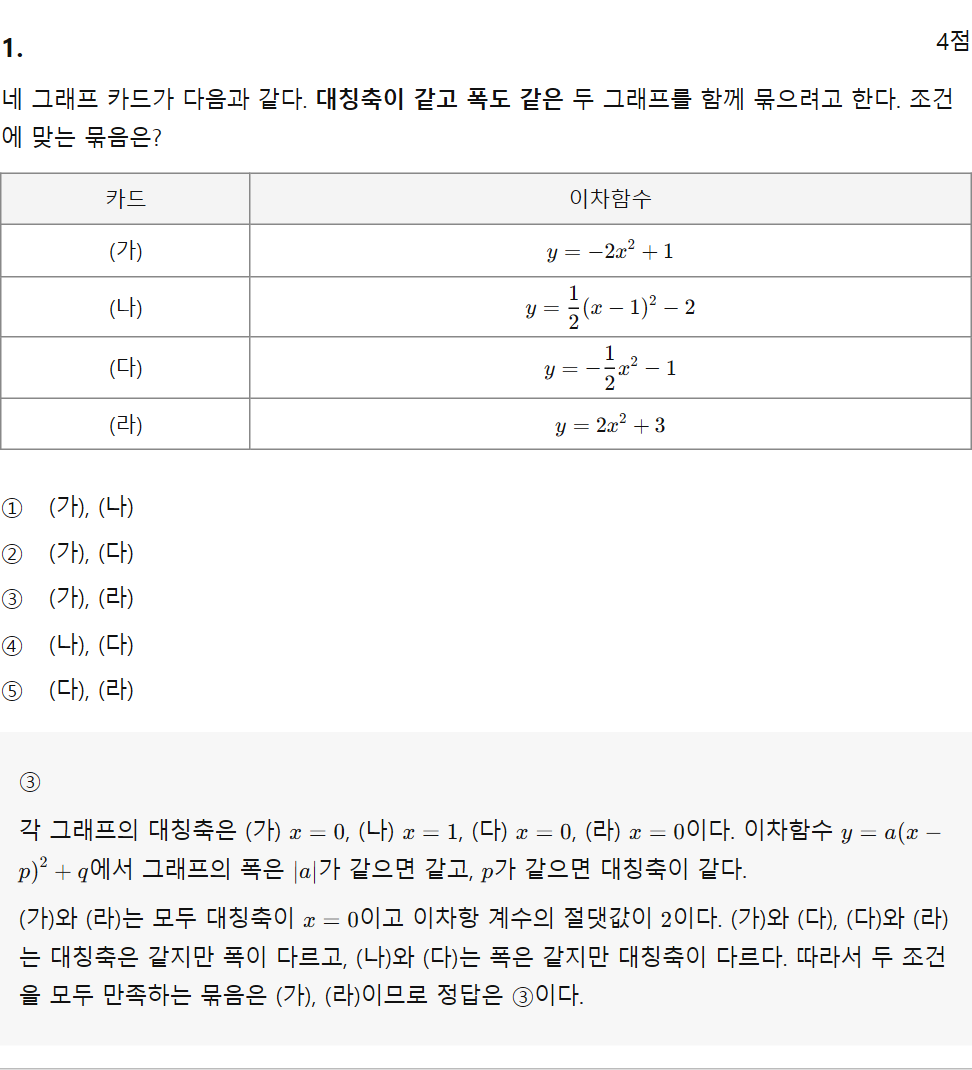 4점
1.
네 그래프 카드가 다음과 같다. 대칭축이 같고 폭도 같은 두 그래프를 함께 묶으려고 한다. 조건
에 맞는 묶음은?
카드 이차함수
(가) y = −2x² + 1
(나) y = 1/2(x − 1)² − 2
(다) y = −1/2x² − 1
(라) y = 2x² + 3
① (가), (나)
② (가), (다)
③ (가), (라)
④ (나), (다)
⑤ (다), (라)
③
각 그래프의 대칭축은 (가) x = 0, (나) x = 1, (다) x = 0, (라) x = 0이다. 이차함수 y = a(x −
p)² + q에서 그래프의 폭은 |a|가 같으면 같고, p가 같으면 대칭축이 같다.
(가)와 (라)는 모두 대칭축이 x = 0이고 이차항 계수의 절댓값이 2이다. (가)와 (다), (다)와 (라)
는 대칭축은 같지만 폭이 다르고, (나)와 (다)는 폭은 같지만 대칭축이 다르다. 따라서 두 조건
을 모두 만족하는 묶음은 (가), (라)이므로 정답은 ③이다.